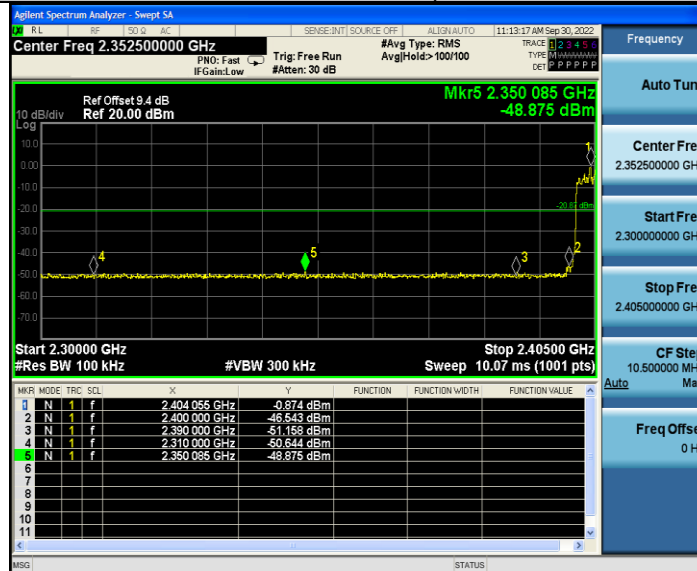 Agilent Spectrum Analyzer - Swept SA
RL RF 50 Ω AC SENSE:INT SOURCE OFF ALIGN AUTO 11:13:17 AM Sep 30, 2022
Center Freq 2.352500000 GHz
PNO: Fast
IFGain:Low
Trig: Free Run
#Atten: 30 dB
#Avg Type: RMS
Avg|Hold:> 100/100
TRACE 1 2 3 4 5 6
TYPE M
DET P P P P P
Ref Offset 9.4 dB
10 dB/div Ref 20.00 dBm
Log
Mkr5 2.350 085 GHz
-48.875 dBm
10.0
0.00
-10.0
-20.0
-30.0
-40.0
-50.0
-60.0
-70.0
1
-20.87 dBm
4
5
3
2
Start 2.30000 GHz Stop 2.40500 GHz
#Res BW 100 kHz #VBW 300 kHz Sweep 10.07 ms (1001 pts)
MKR MODE TRC SCL X Y FUNCTION FUNCTION WIDTH FUNCTION VALUE
1 N 1 f 2.404 055 GHz -0.874 dBm
2 N 1 f 2.400 000 GHz -46.543 dBm
3 N 1 f 2.390 000 GHz -51.158 dBm
4 N 1 f 2.310 000 GHz -50.644 dBm
5 N 1 f 2.350 085 GHz -48.875 dBm
6
7
8
9
10
11
MSG STATUS
Frequency
Auto Tun
Center Fre
2.352500000 GH
Start Fre
2.300000000 GH
Stop Fre
2.405000000 GH
CF Ste
10.500000 MH
Auto Ma
Freq Offse
0 H